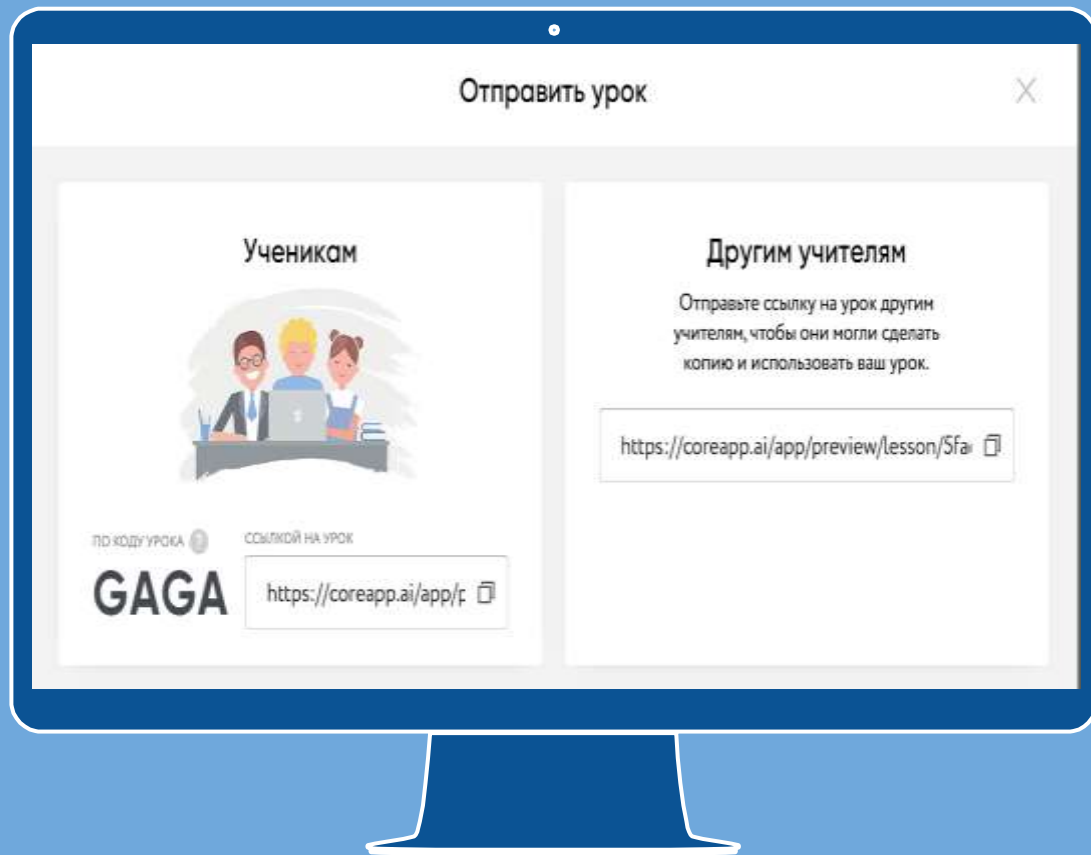 Отправить урок
Ученикам
ПО КОДУ УРОКА ?
GAGA
ССЫЛКОЙ НА УРОК
https://coreapp.ai/app/p
Другим учителям
Отправьте ссылку на урок другим
учителям, чтобы они могли сделать
копию и использовать ваш урок.
https://coreapp.ai/app/preview/lesson/5fa